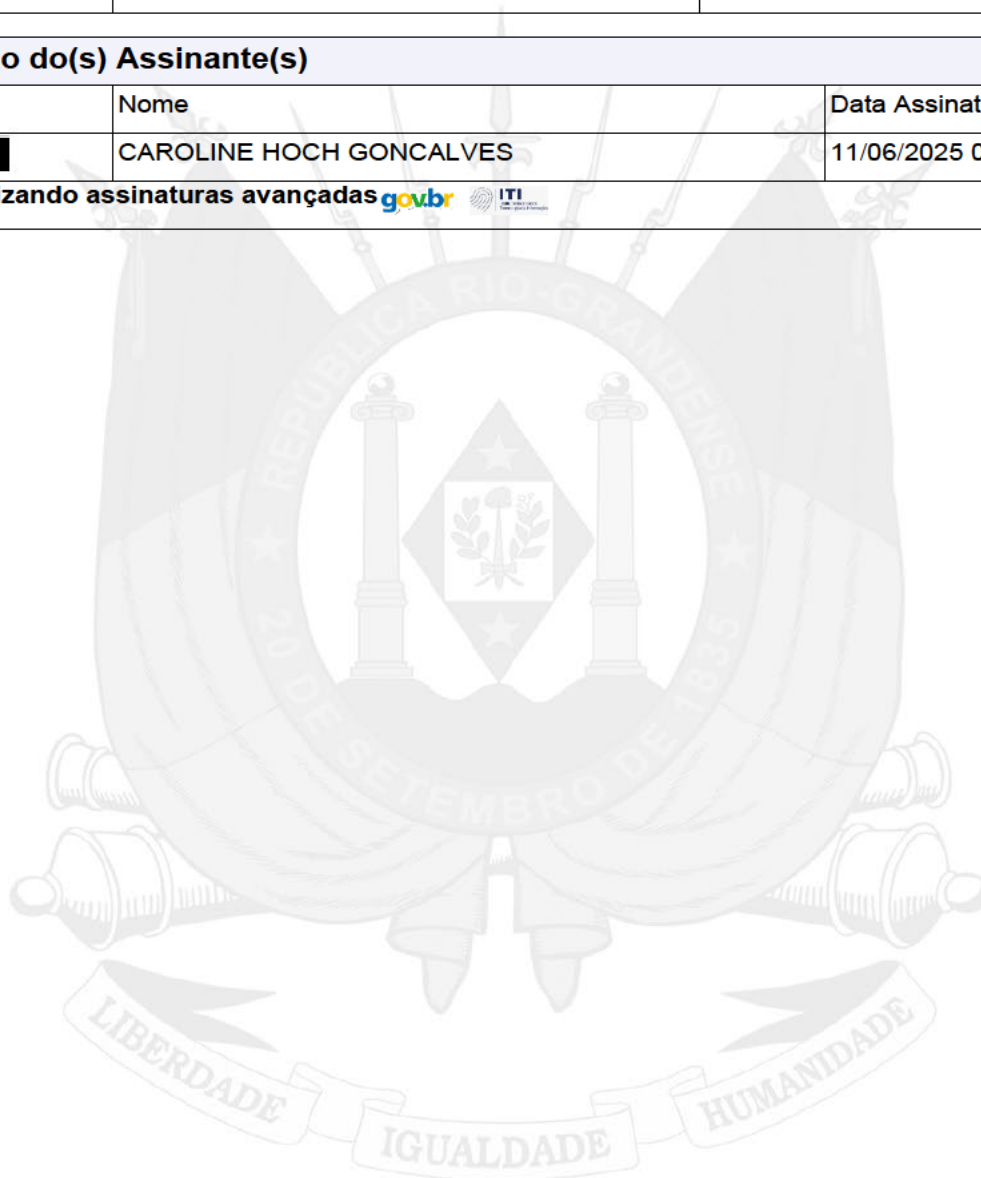 o do(s) Assinante(s)
Nome
Data Assinat
CAROLINE HOCH GONCALVES
11/06/2025 0
zando assinaturas avançadas gov.br ITI
REPÚBLICA RIO-GRANDENSE
20 DE SETEMBRO DE 1835
LIBERDADE
IGUALDADE
HUMANIDADE